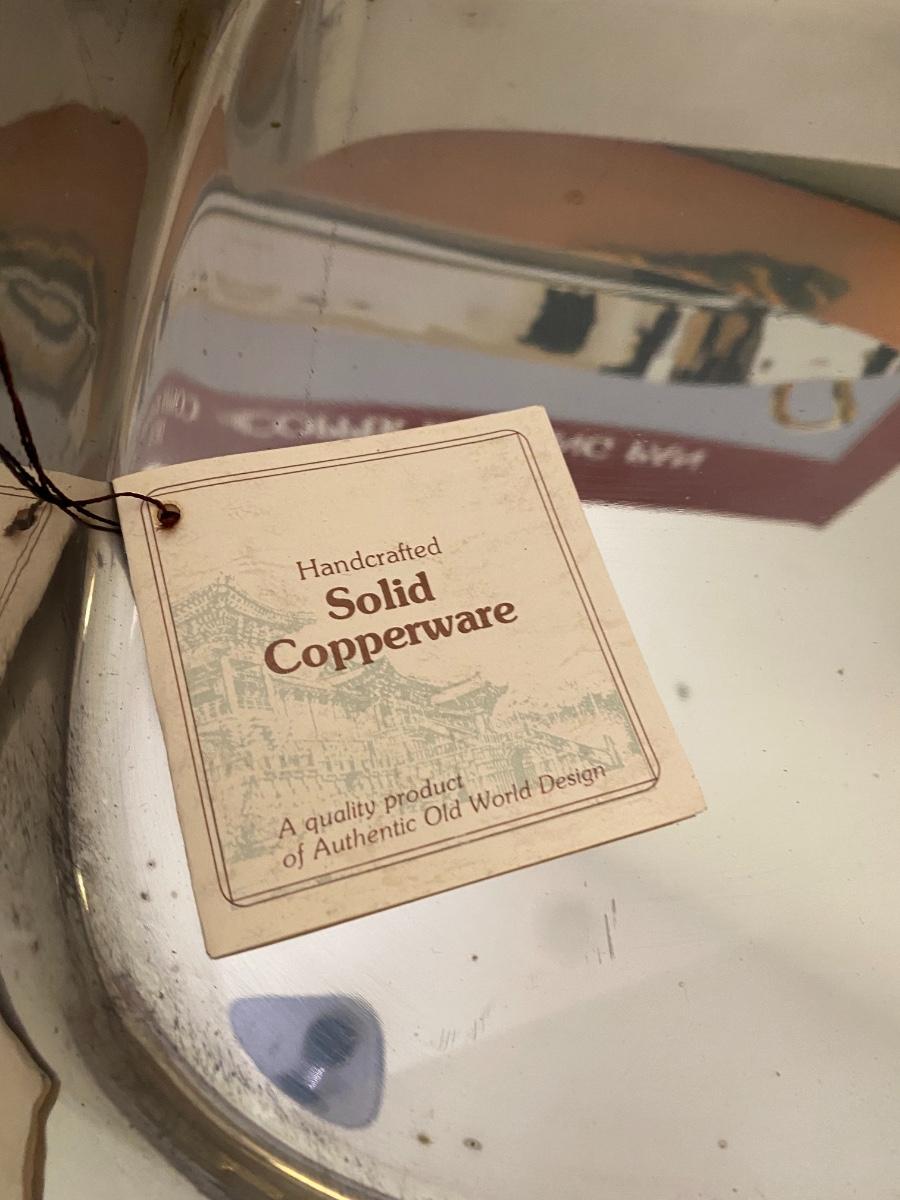 Handcrafted
Solid
Copperware
A quality product
of Authentic Old World Design